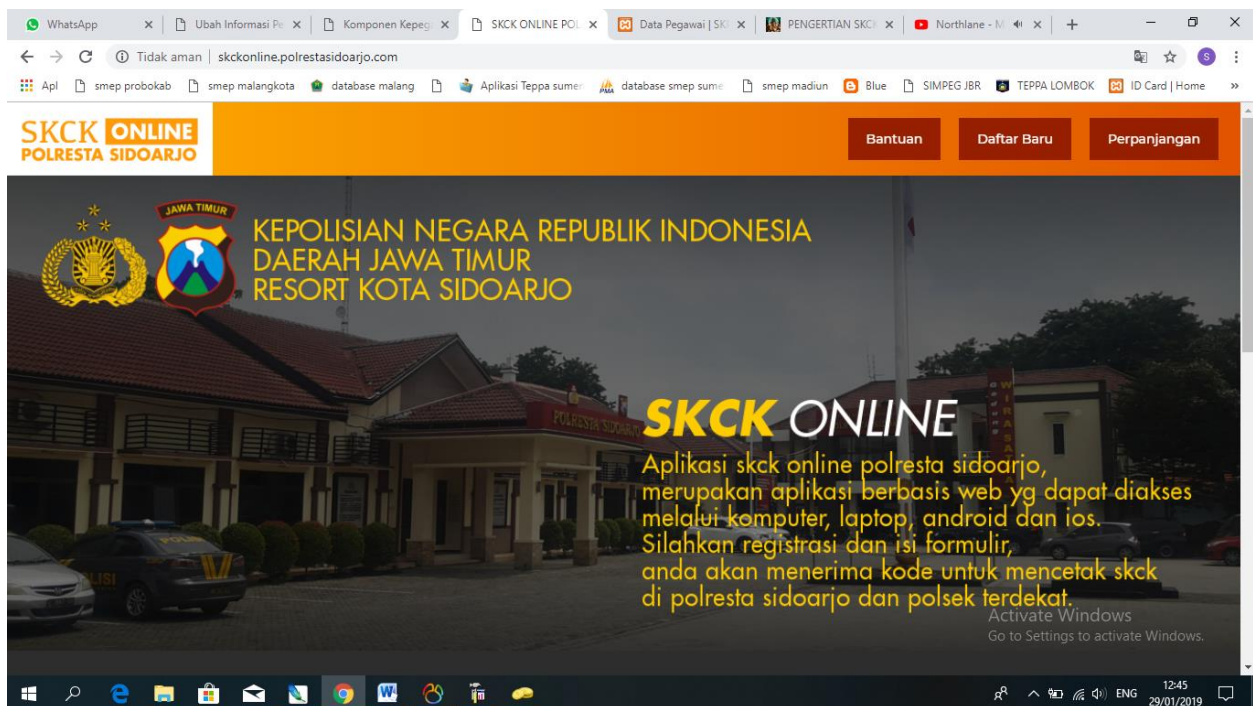 WhatsApp
Ubah Informasi Pe
Komponen Kepeg
SKCK ONLINE POL
Data Pegawai | SK
PENGERTIAN SKC
Northlane - M
Tidak aman | skckonline.polrestasidoarjo.com
S
Apl
smep probokab
smep malangkota
database malang
Aplikasi Teppa sumen
PMA
database smep sume
smep madiun
Blue
SIMPEG JBR
TEPPA LOMBOK
ID Card | Home
SKCK ONLINE
POLRESTA SIDOARJO
Bantuan
Daftar Baru
Perpanjangan
JAWA TIMUR
KEPOLISIAN NEGARA REPUBLIK INDONESIA
DAERAH JAWA TIMUR
RESORT KOTA SIDOARJO
POLRESTA SIDOARJO
SKCK ONLINE
Aplikasi skck online polresta sidoarjo,
merupakan aplikasi berbasis web yg dapat diakses
melalui komputer, laptop, android dan ios.
Silahkan registrasi dan isi formulir,
anda akan menerima kode untuk mencetak skck
di polresta sidoarjo dan polsek terdekat.
Activate Windows
Go to Settings to activate Windows.
ENG
12:45
29/01/2019